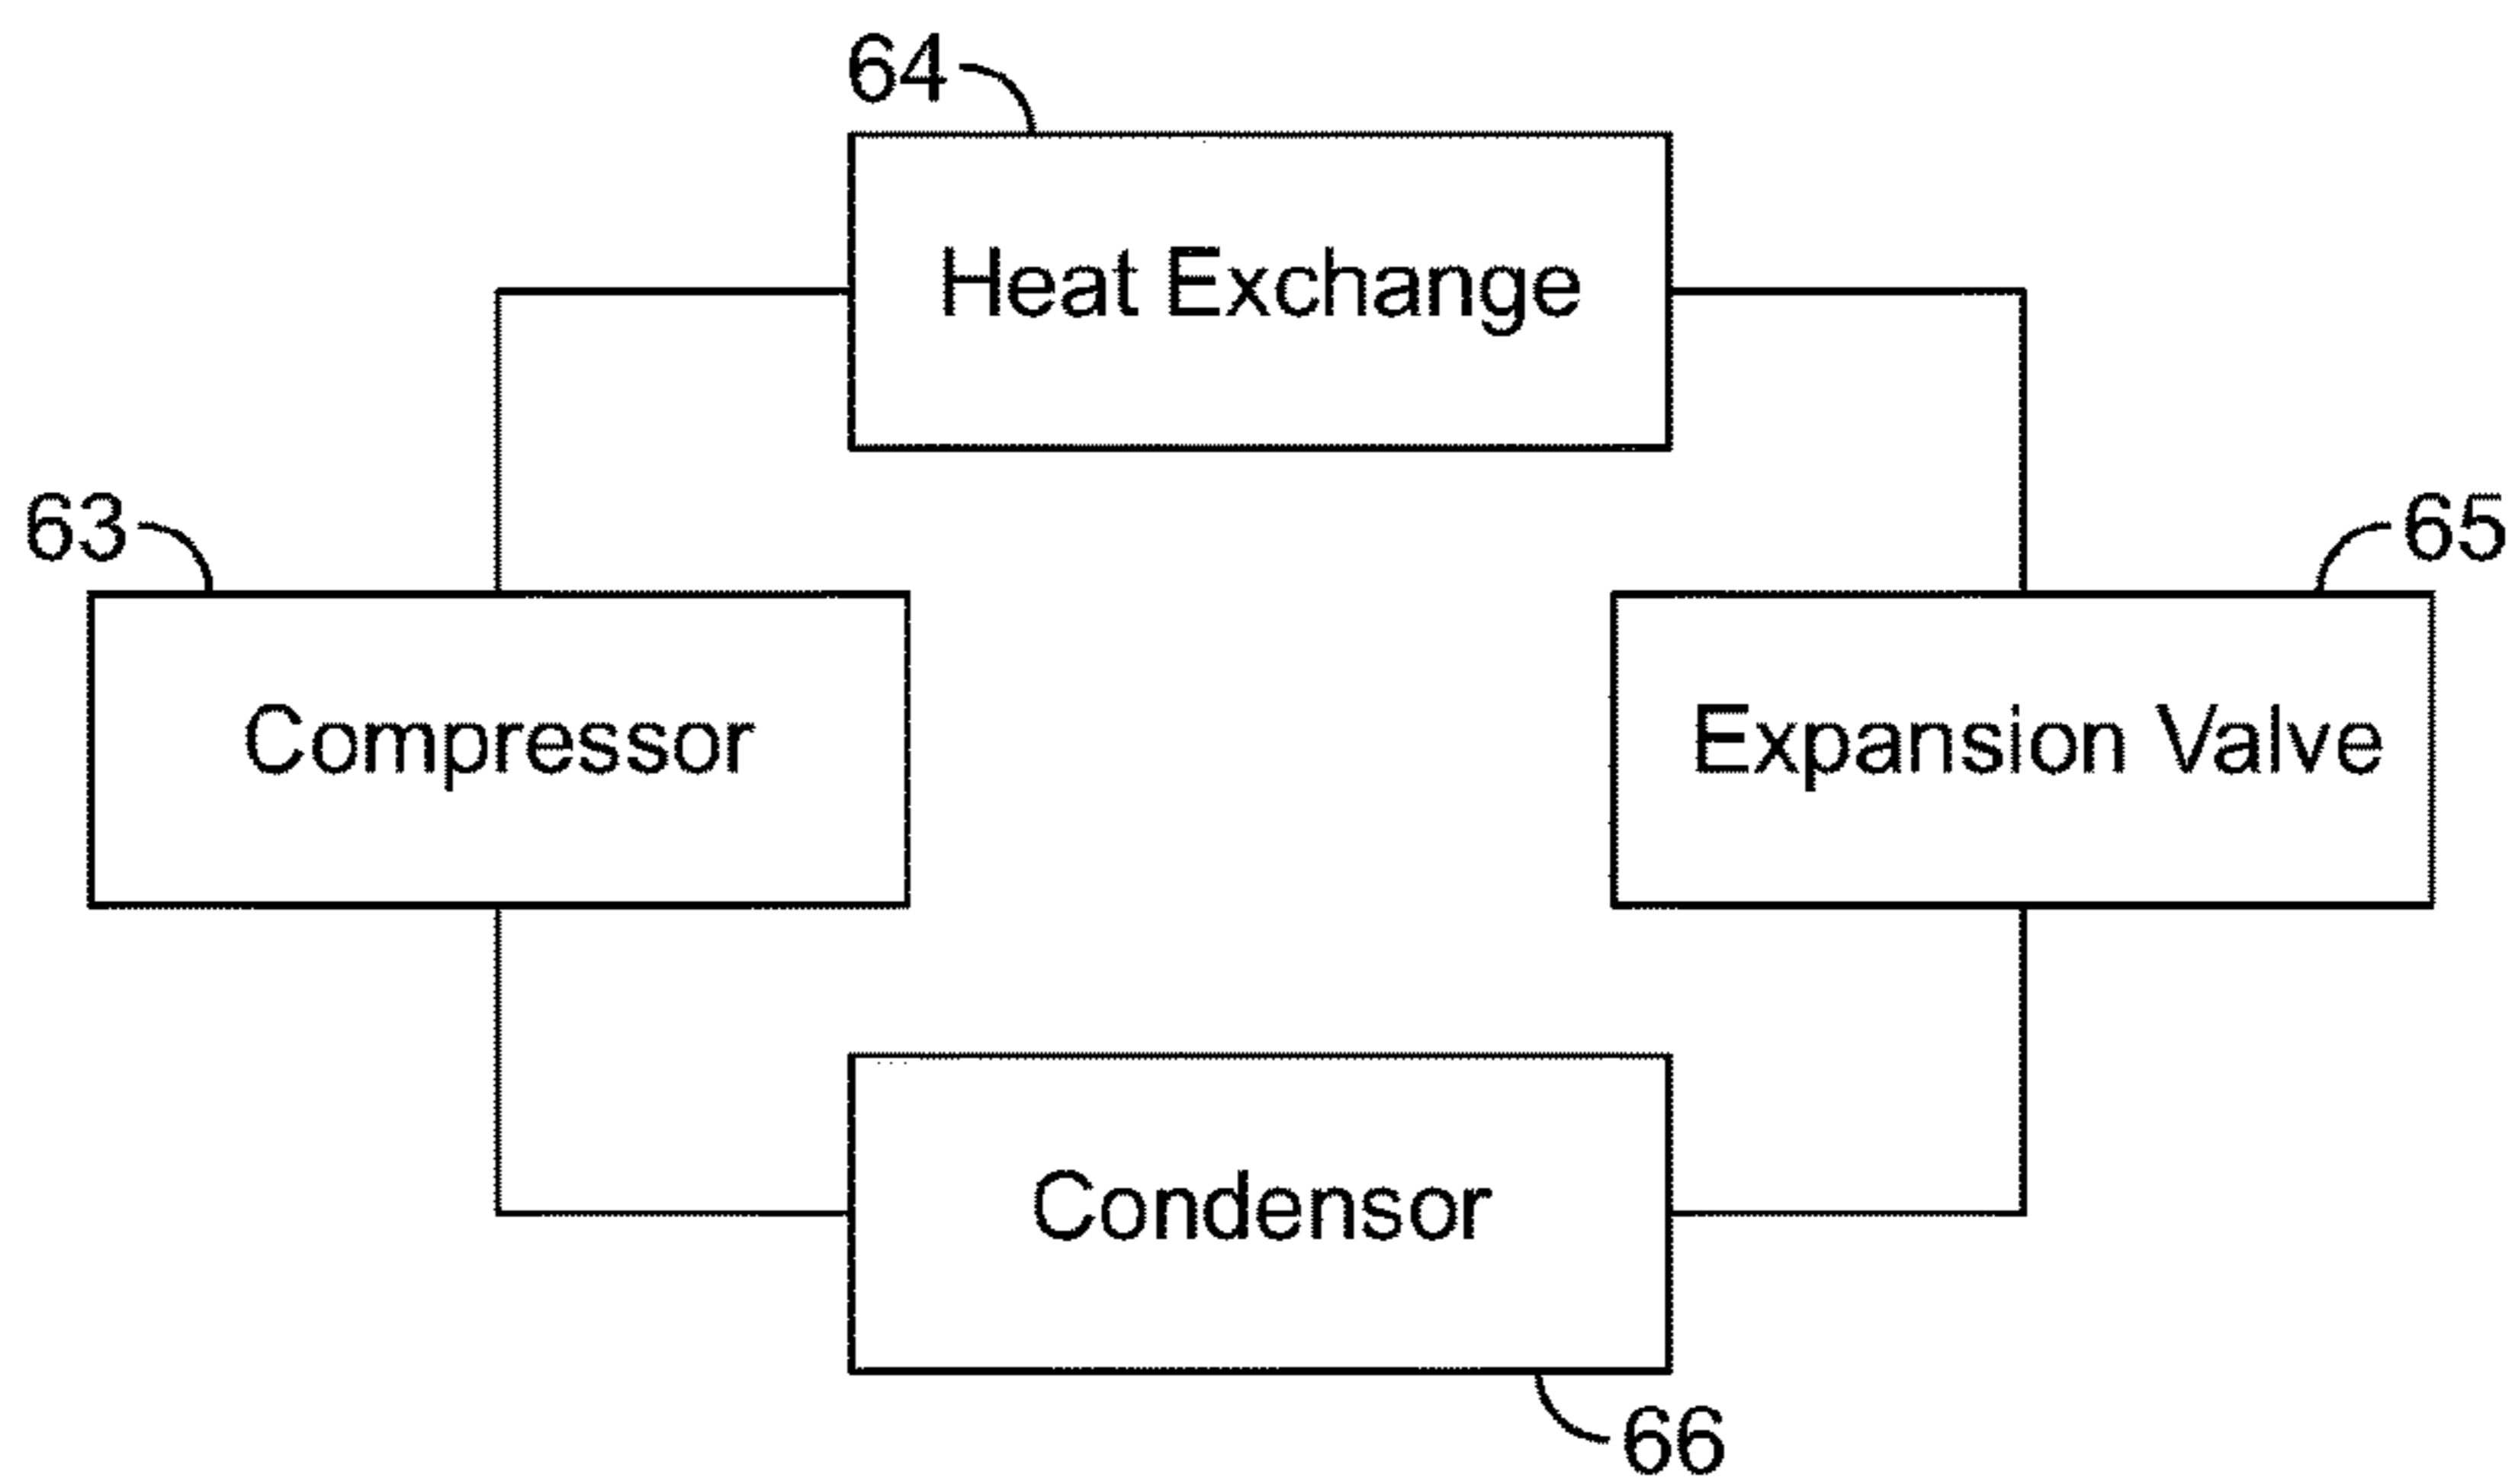 64
Heat Exchange
63
65
Compressor
Expansion Valve
Condensor
66